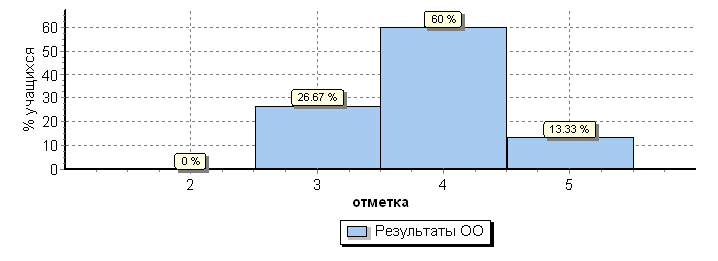 % учащихся
60
50
40
30
20
10
0
0 %
26.67 %
60 %
13.33 %
2 3 4 5
отметка
Результаты ОО